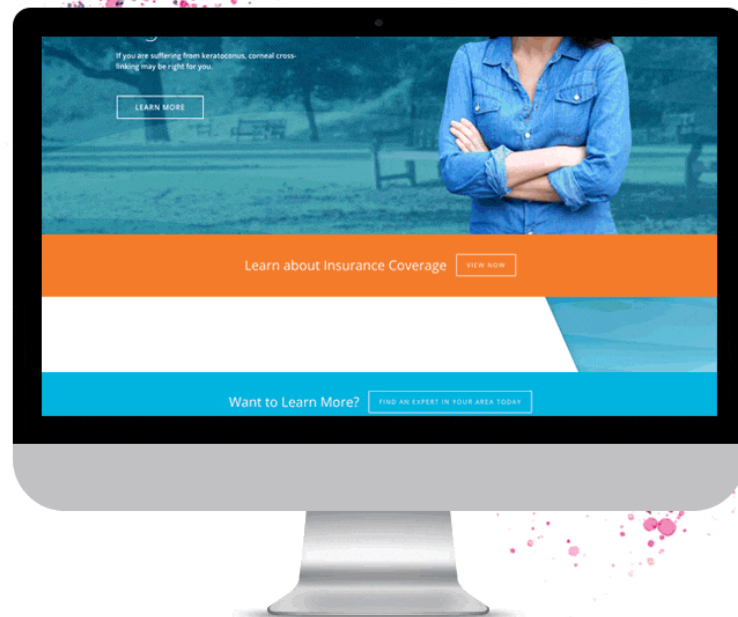 If you are suffering from keratoconus, corneal cross-
linking may be right for you.
LEARN MORE
Learn about Insurance Coverage
VIEW NOW
Want to Learn More?
FIND AN EXPERT IN YOUR AREA TODAY